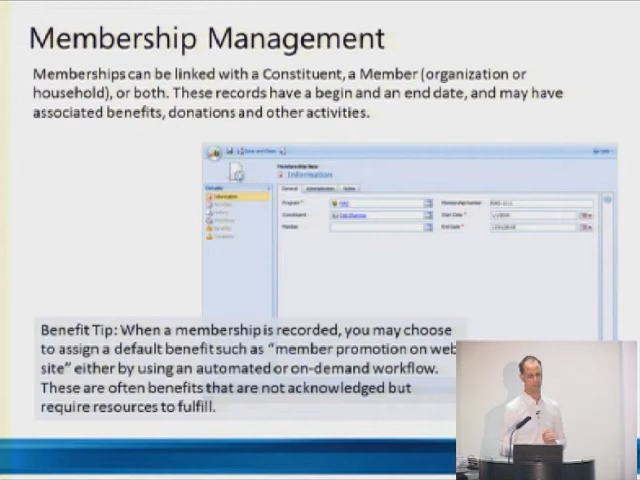 Membership Management
Memberships can be linked with a Constituent, a Member (organization or
household), or both. These records have a begin and an end date, and may have
associated benefits, donations and other activities.
Information
General Administration Notes
Program
Membership Number
Constituent
Start Date
Member
End Date
Benefit Tip: When a membership is recorded, you may choose
to assign a default benefit such as "member promotion on web
site" either by using an automated or on-demand workflow.
These are often benefits that are not acknowledged but
require resources to fulfill.